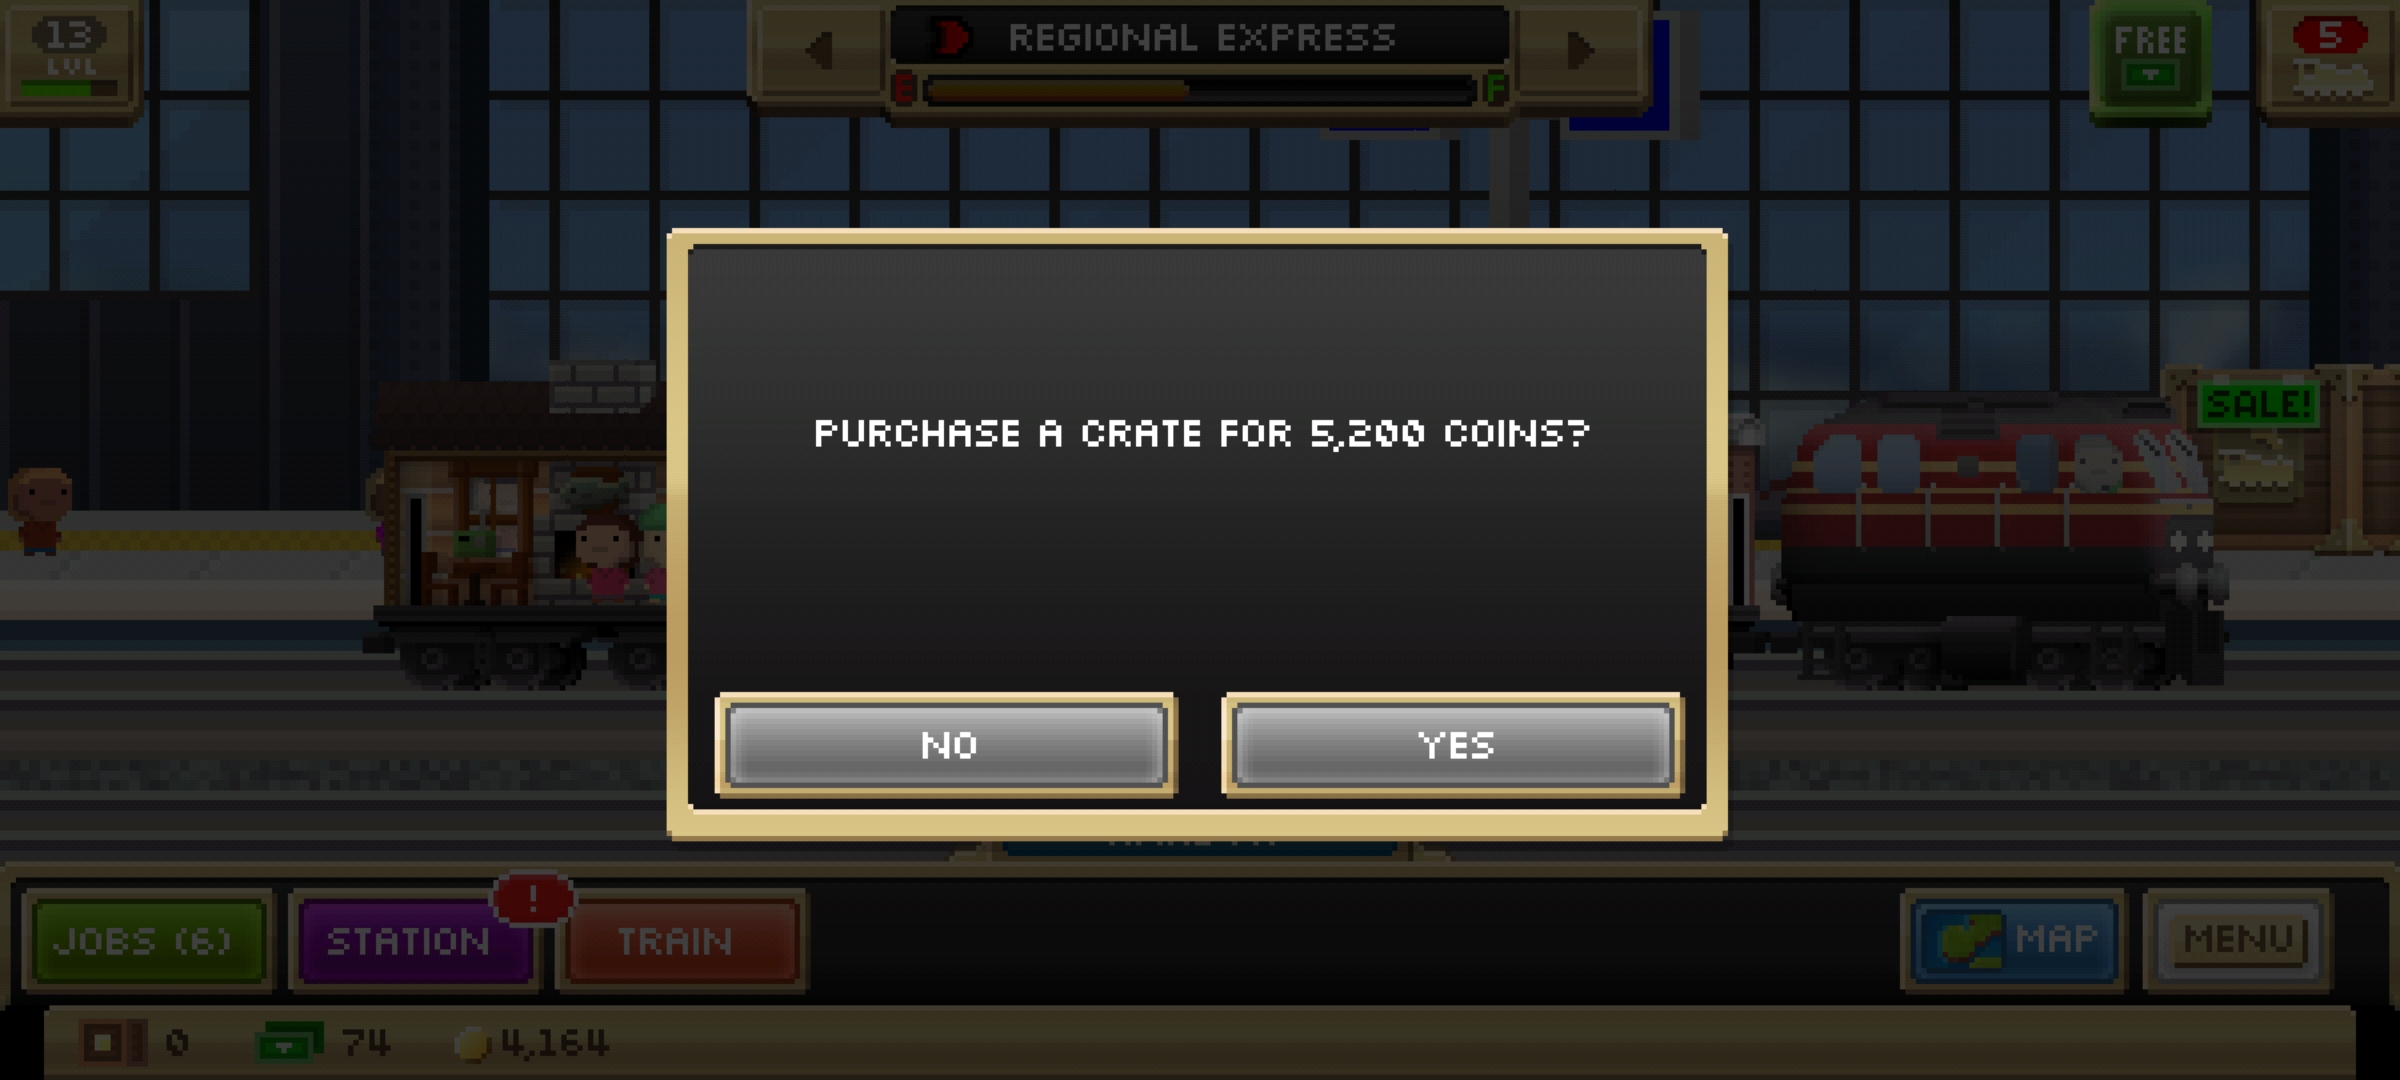 13
LVL
REGIONAL EXPRESS
E
F
FREE
5
SALE!
PURCHASE A CRATE FOR 5,200 COINS?
NO
YES
!
JOBS (6)
STATION
TRAIN
MAP
MENU
0
74
4,164